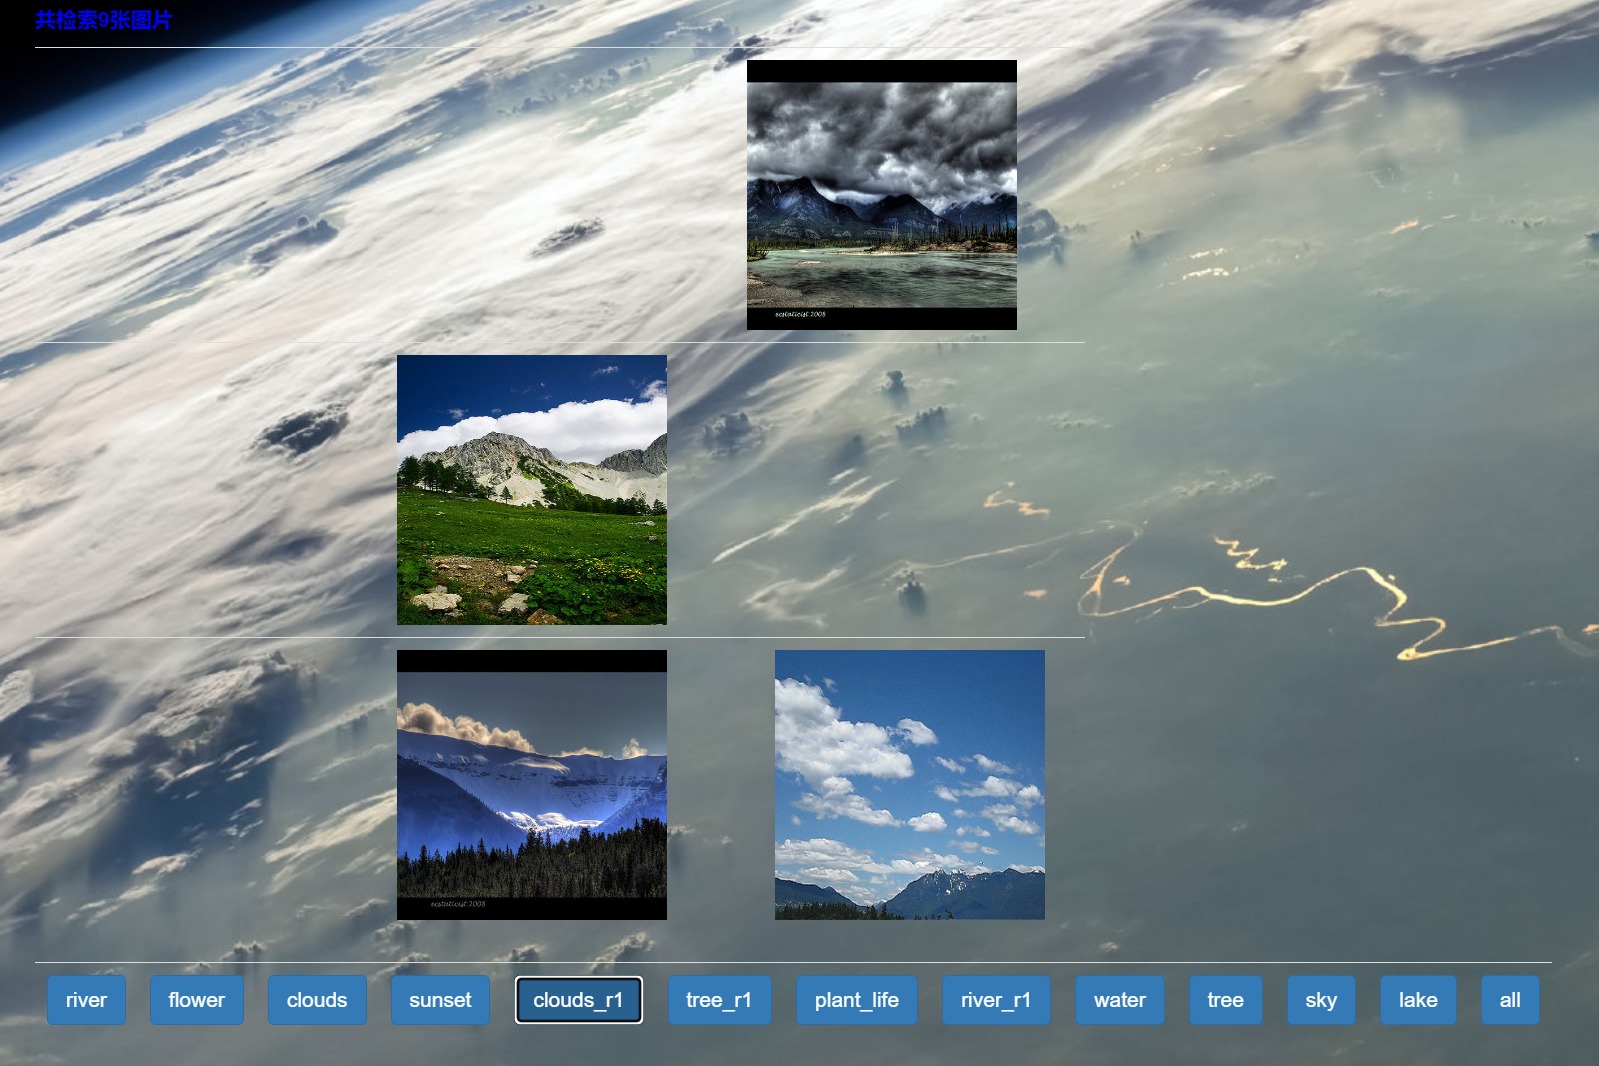 共检索9张图片
ecstaticist 2008
ecstaticist 2008
river
flower
clouds
sunset
clouds_r1
tree_r1
plant_life
river_r1
water
tree
sky
lake
all